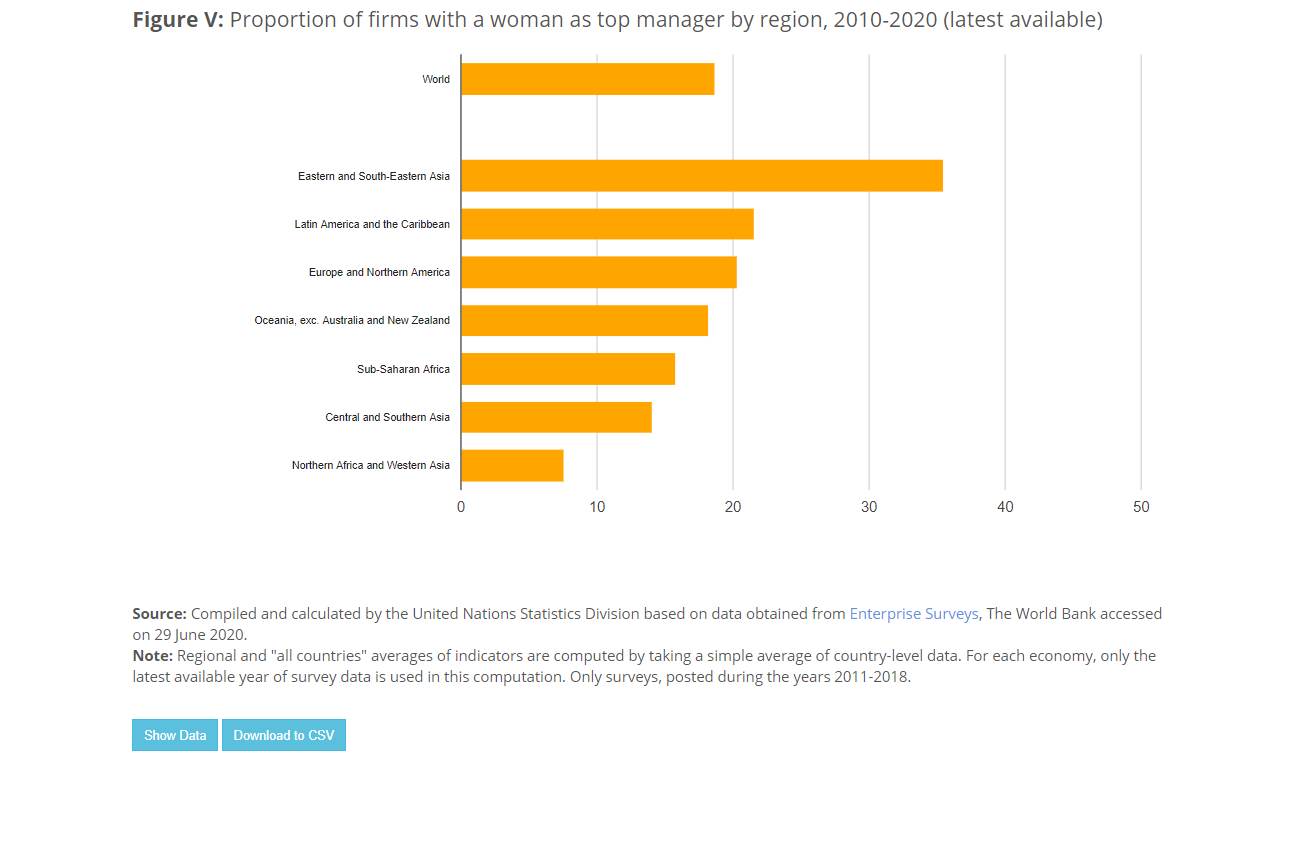 Figure V: Proportion of firms with a woman as top manager by region, 2010-2020 (latest available)
World
Eastern and South-Eastern Asia
Latin America and the Caribbean
Europe and Northern America
Oceania, exc. Australia and New Zealand
Sub-Saharan Africa
Central and Southern Asia
Northern Africa and Western Asia
0 10 20 30 40 50
Source: Compiled and calculated by the United Nations Statistics Division based on data obtained from Enterprise Surveys, The World Bank accessed
on 29 June 2020.
Note: Regional and "all countries" averages of indicators are computed by taking a simple average of country-level data. For each economy, only the
latest available year of survey data is used in this computation. Only surveys, posted during the years 2011-2018.
Show Data Download to CSV